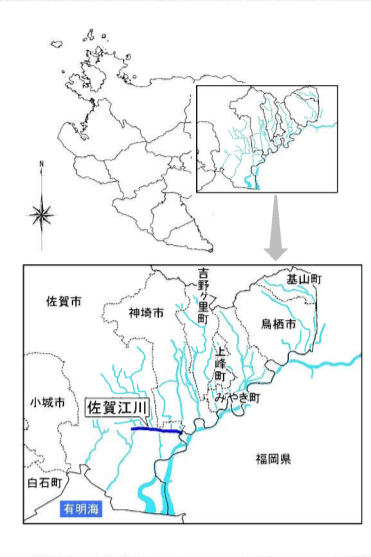 N
基山町
吉野ヶ里町
佐賀市
神埼市
鳥栖市
上峰町
みやき町
小城市
佐賀江川
福岡県
白石町
有明海